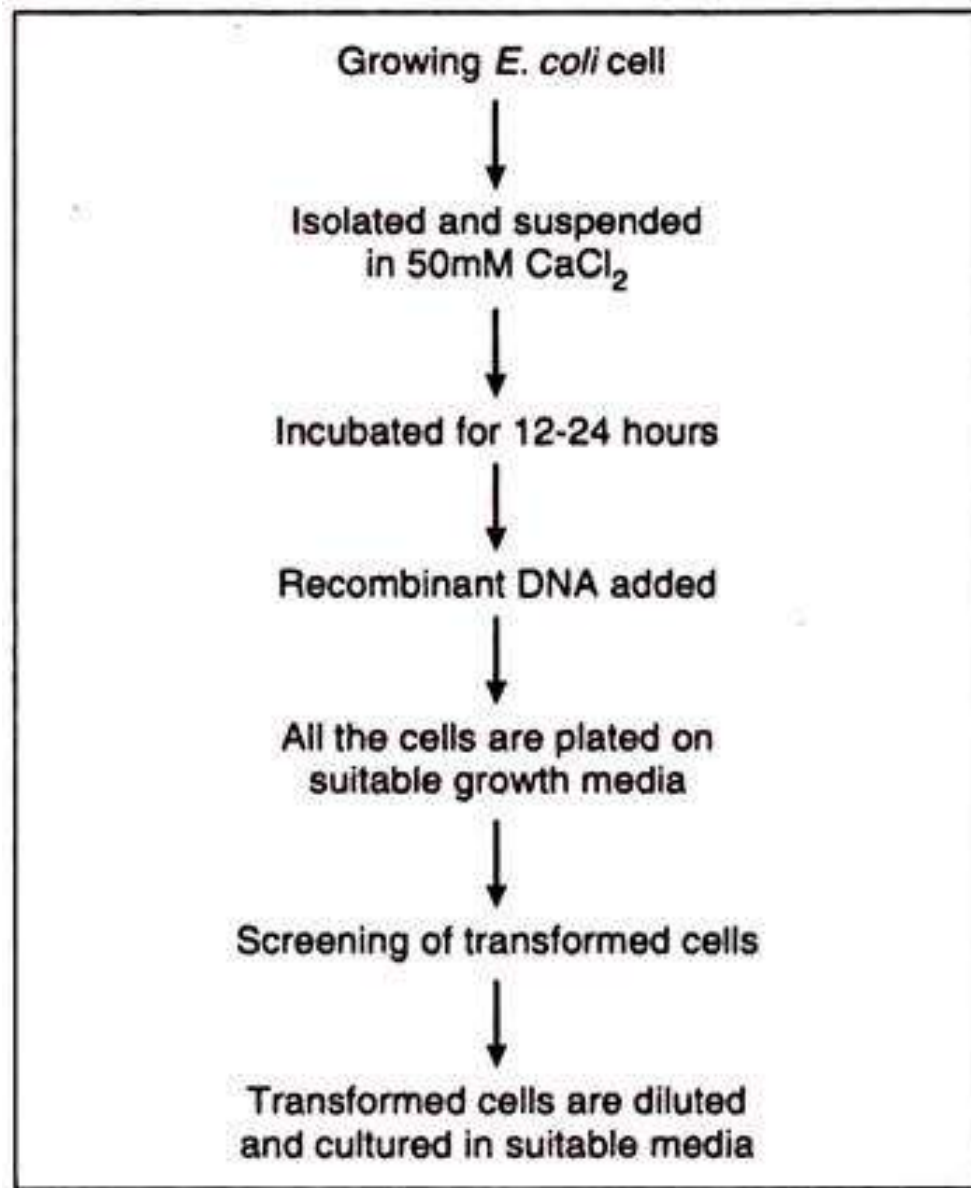 Growing E. coli cell
Isolated and suspended
in 50mM CaCl₂
Incubated for 12-24 hours
Recombinant DNA added
All the cells are plated on
suitable growth media
Screening of transformed cells
Transformed cells are diluted
and cultured in suitable media